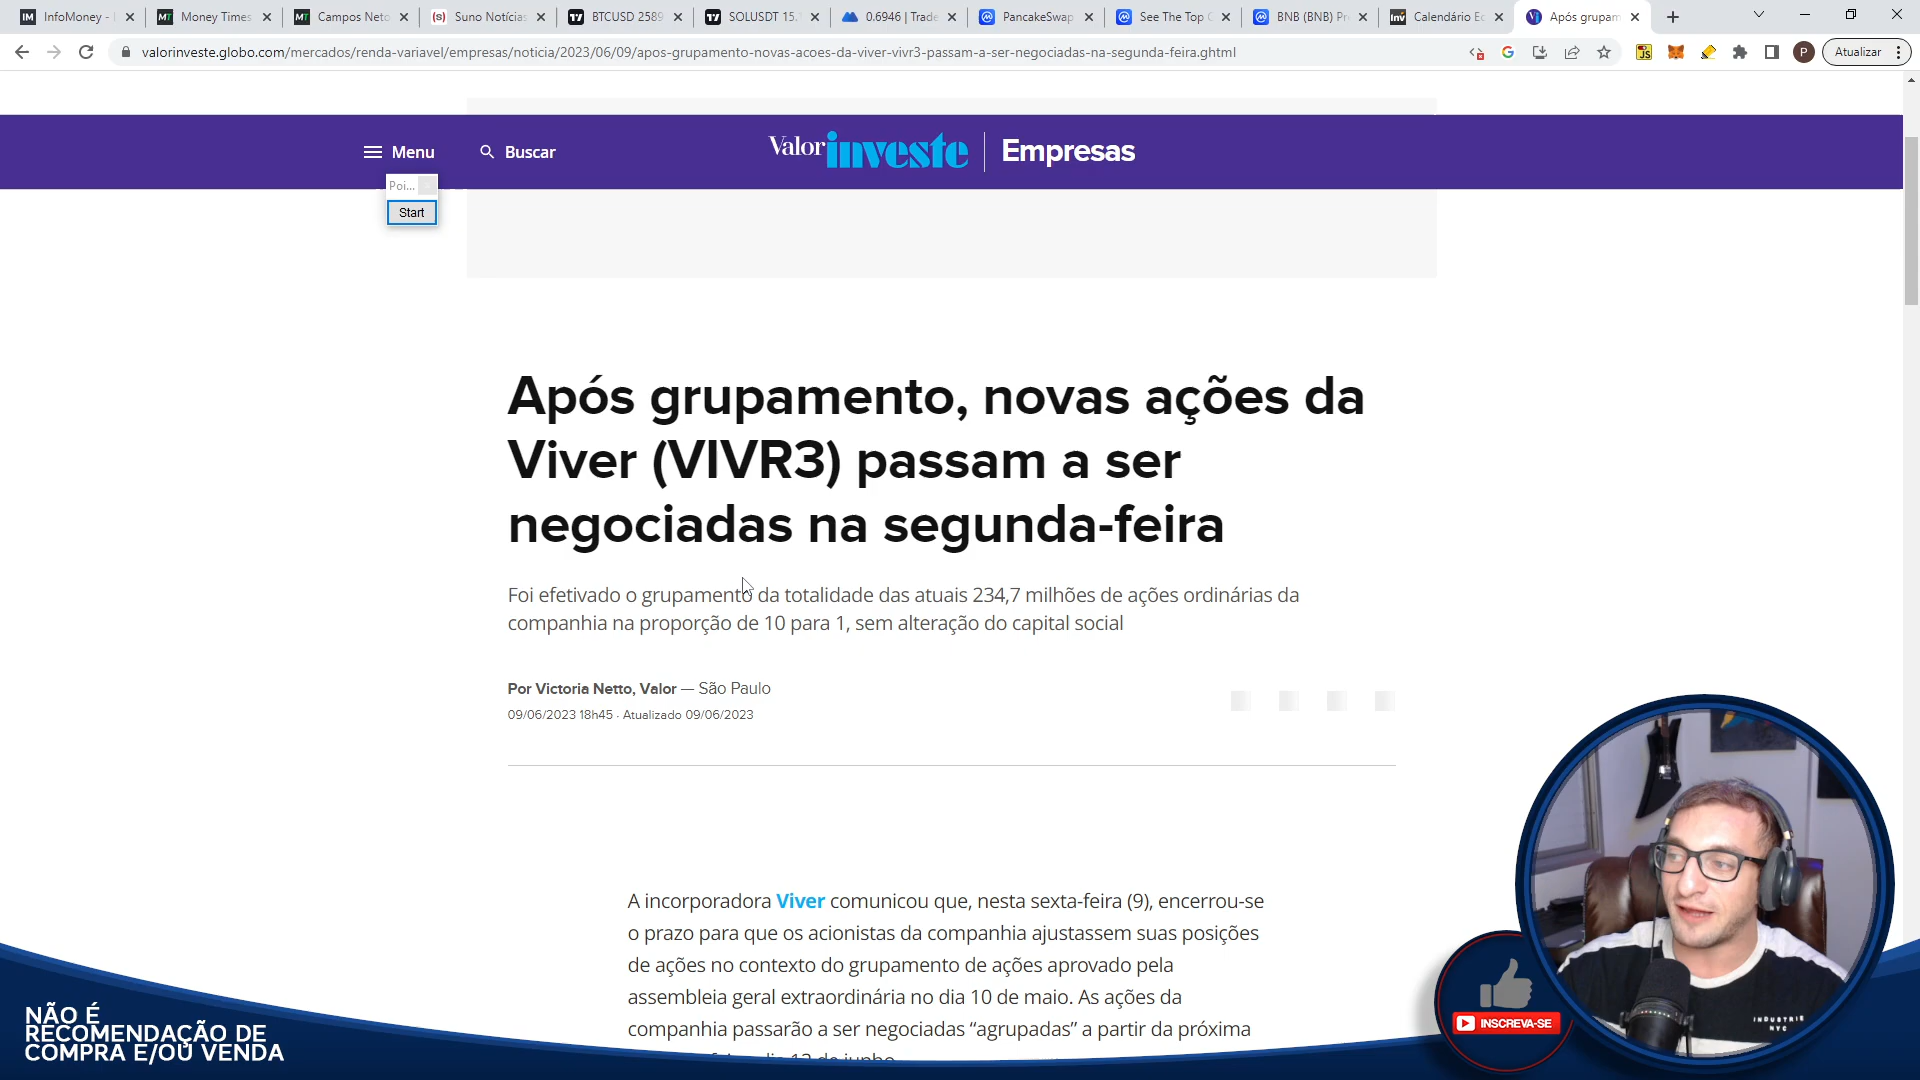 InfoMoney -
Money Times
Campos Neto
Suno Notícias
BTCUSD 2589
SOLUSDT 15.
0.6946 | Trade
PancakeSwap
See The Top
BNB (BNB) Pr
Calendário Ec
Após grupam
valorinveste.globo.com/mercados/renda-variavel/empresas/noticia/2023/06/09/apos-grupamento-novas-acoes-da-viver-vivr3-passam-a-ser-negociadas-na-segunda-feira.ghtml
Atualizar
Menu
Buscar
Valor investe | Empresas
Poi...
Start
Após grupamento, novas ações da
Viver (VIVR3) passam a ser
negociadas na segunda-feira
Foi efetivado o grupamento da totalidade das atuais 234,7 milhões de ações ordinárias da
companhia na proporção de 10 para 1, sem alteração do capital social
Por Victoria Netto, Valor — São Paulo
09/06/2023 18h45 · Atualizado 09/06/2023
A incorporadora Viver comunicou que, nesta sexta-feira (9), encerrou-se
o prazo para que os acionistas da companhia ajustassem suas posições
de ações no contexto do grupamento de ações aprovado pela
assembleia geral extraordinária no dia 10 de maio. As ações da
companhia passarão a ser negociadas “agrupadas” a partir da próxima
NÃO É
RECOMENDAÇÃO DE
COMPRA E/OU VENDA
INSCREVA-SE
INDUSTRIE
NYC